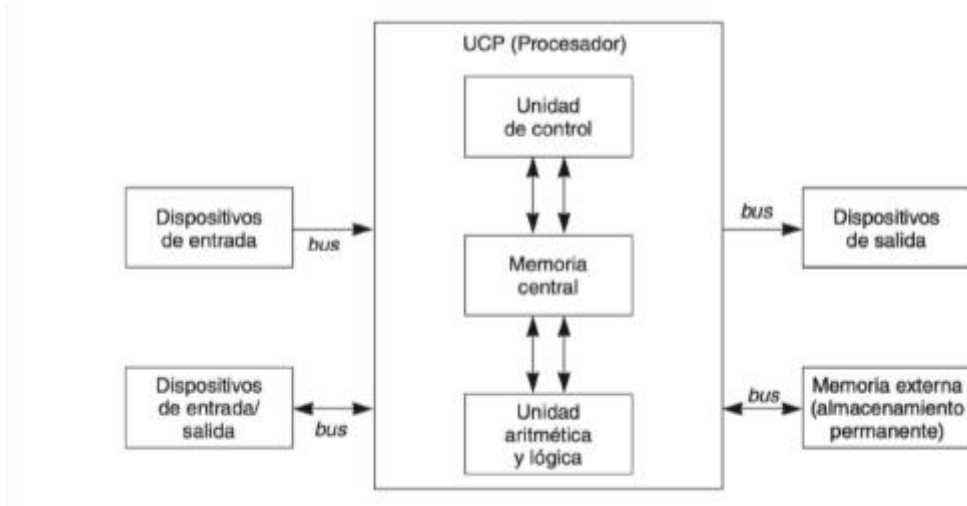 UCP (Procesador)
Unidad
de control
Dispositivos
de entrada
bus
Memoria
central
bus
Dispositivos
de salida
Dispositivos
de entrada/
salida
bus
Unidad
aritmética
y lógica
bus
Memoria externa
(almacenamiento
permanente)